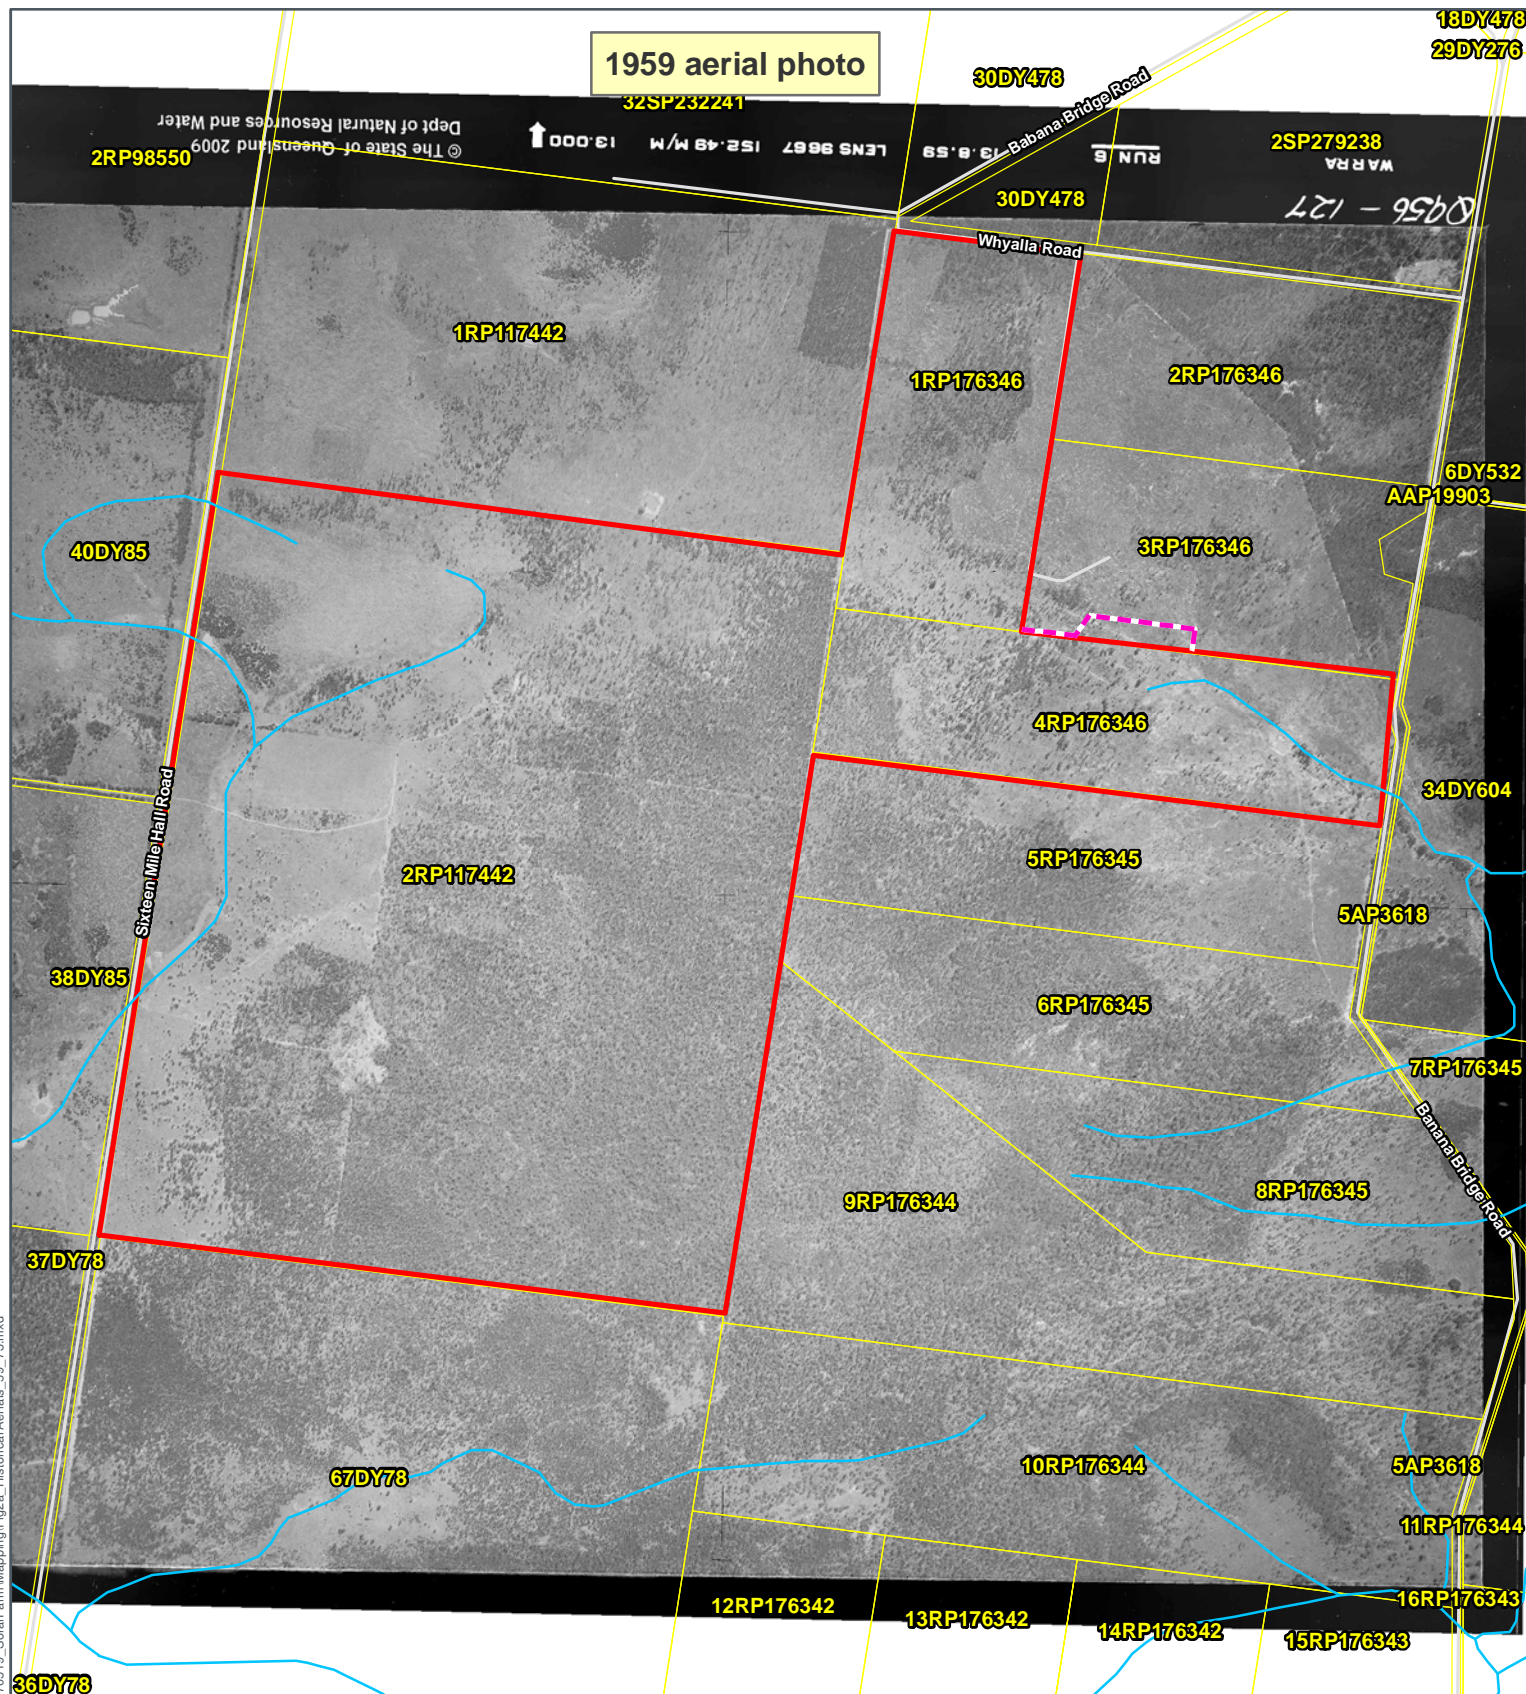 18DY478
29DY276
1959 aerial photo
30DY478
Babana Bridge Road
32SP232241
© The State of Queensland 2009
Dept of Natural Resources and Water
13.000
152.49 M/M
LENS 9667
13.8.59
RUN 6
WARRA
Q956 - 127
2RP98550
2SP279238
30DY478
Whyalla Road
1RP117442
1RP176346
2RP176346
6DY532
AAP19903
40DY85
3RP176346
4RP176346
34DY604
Sixteen Mile Hall Road
5RP176345
2RP117442
5AP3618
38DY85
6RP176345
7RP176345
Banana Bridge Road
8RP176345
9RP176344
37DY78
10RP176344
5AP3618
67DY78
11RP176344
16RP176343
12RP176342
13RP176342
14RP176342
15RP176343
36DY78